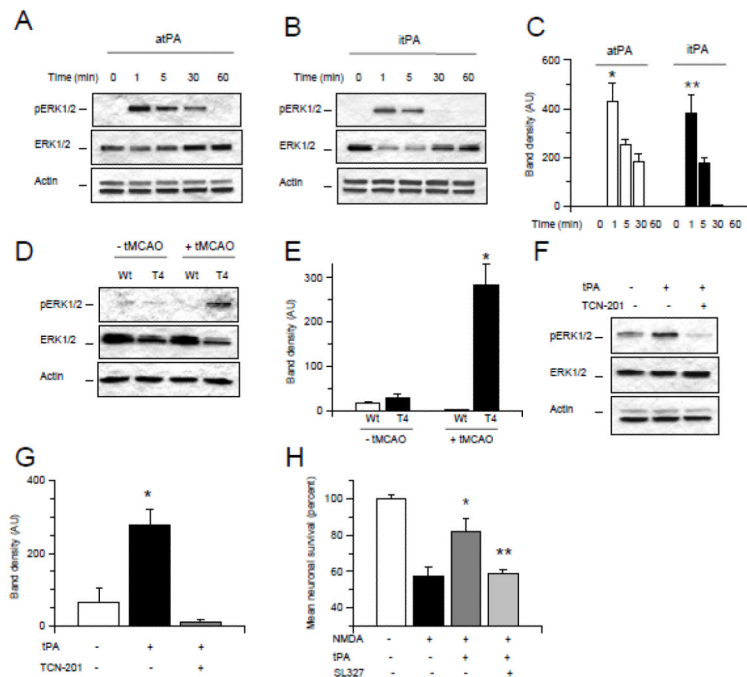 A
atPA
Time (min) 0 1 5 30 60
pERK1/2
ERK1/2
Actin
B
itPA
Time (min) 0 1 5 30 60
pERK1/2
ERK1/2
Actin
C
atPA itPA
Band density (AU)
600
400
200
0
* **
Time (min) 0 1 5 30 60 0 1 5 30 60
D
- tMCAO + tMCAO
Wt T4 Wt T4
pERK1/2
ERK1/2
Actin
E
Band density (AU)
300
200
100
0
*
Wt T4 Wt T4
- tMCAO + tMCAO
F
tPA - + +
TCN-201 - - +
pERK1/2
ERK1/2
Actin
G
Band density (AU)
400
200
0
*
tPA - + +
TCN-201 - - +
H
Mean neuronal survival (percent)
100
80
60
* **
NMDA - + + +
tPA - - + +
SL327 - - - +